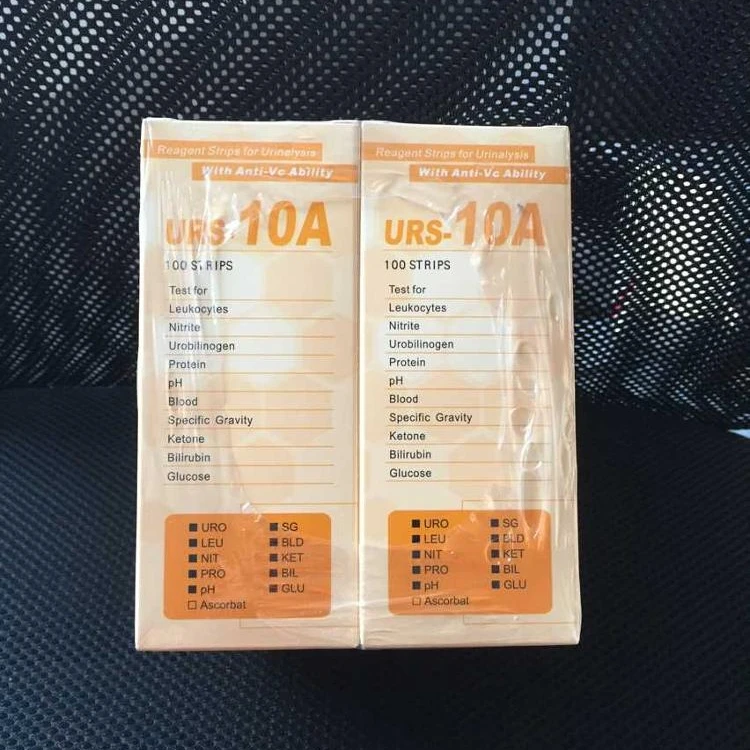 Reagent Strips for Urinalysis
With Anti-Vc Ability
URS-10A
100 STRIPS
Test for
Leukocytes
Nitrite
Urobilinogen
Protein
pH
Blood
Specific Gravity
Ketone
Bilirubin
Glucose
■ URO ■ SG
■ LEU ■ BLD
■ NIT ■ KET
■ PRO ■ BIL
■ pH ■ GLU
□ Ascorbat
Reagent Strips for Urinalysis
With Anti-Vc Ability
URS-10A
100 STRIPS
Test for
Leukocytes
Nitrite
Urobilinogen
Protein
pH
Blood
Specific Gravity
Ketone
Bilirubin
Glucose
■ URO ■ SG
■ LEU ■ BLD
■ NIT ■ KET
■ PRO ■ BIL
■ pH ■ GLU
□ Ascorbat